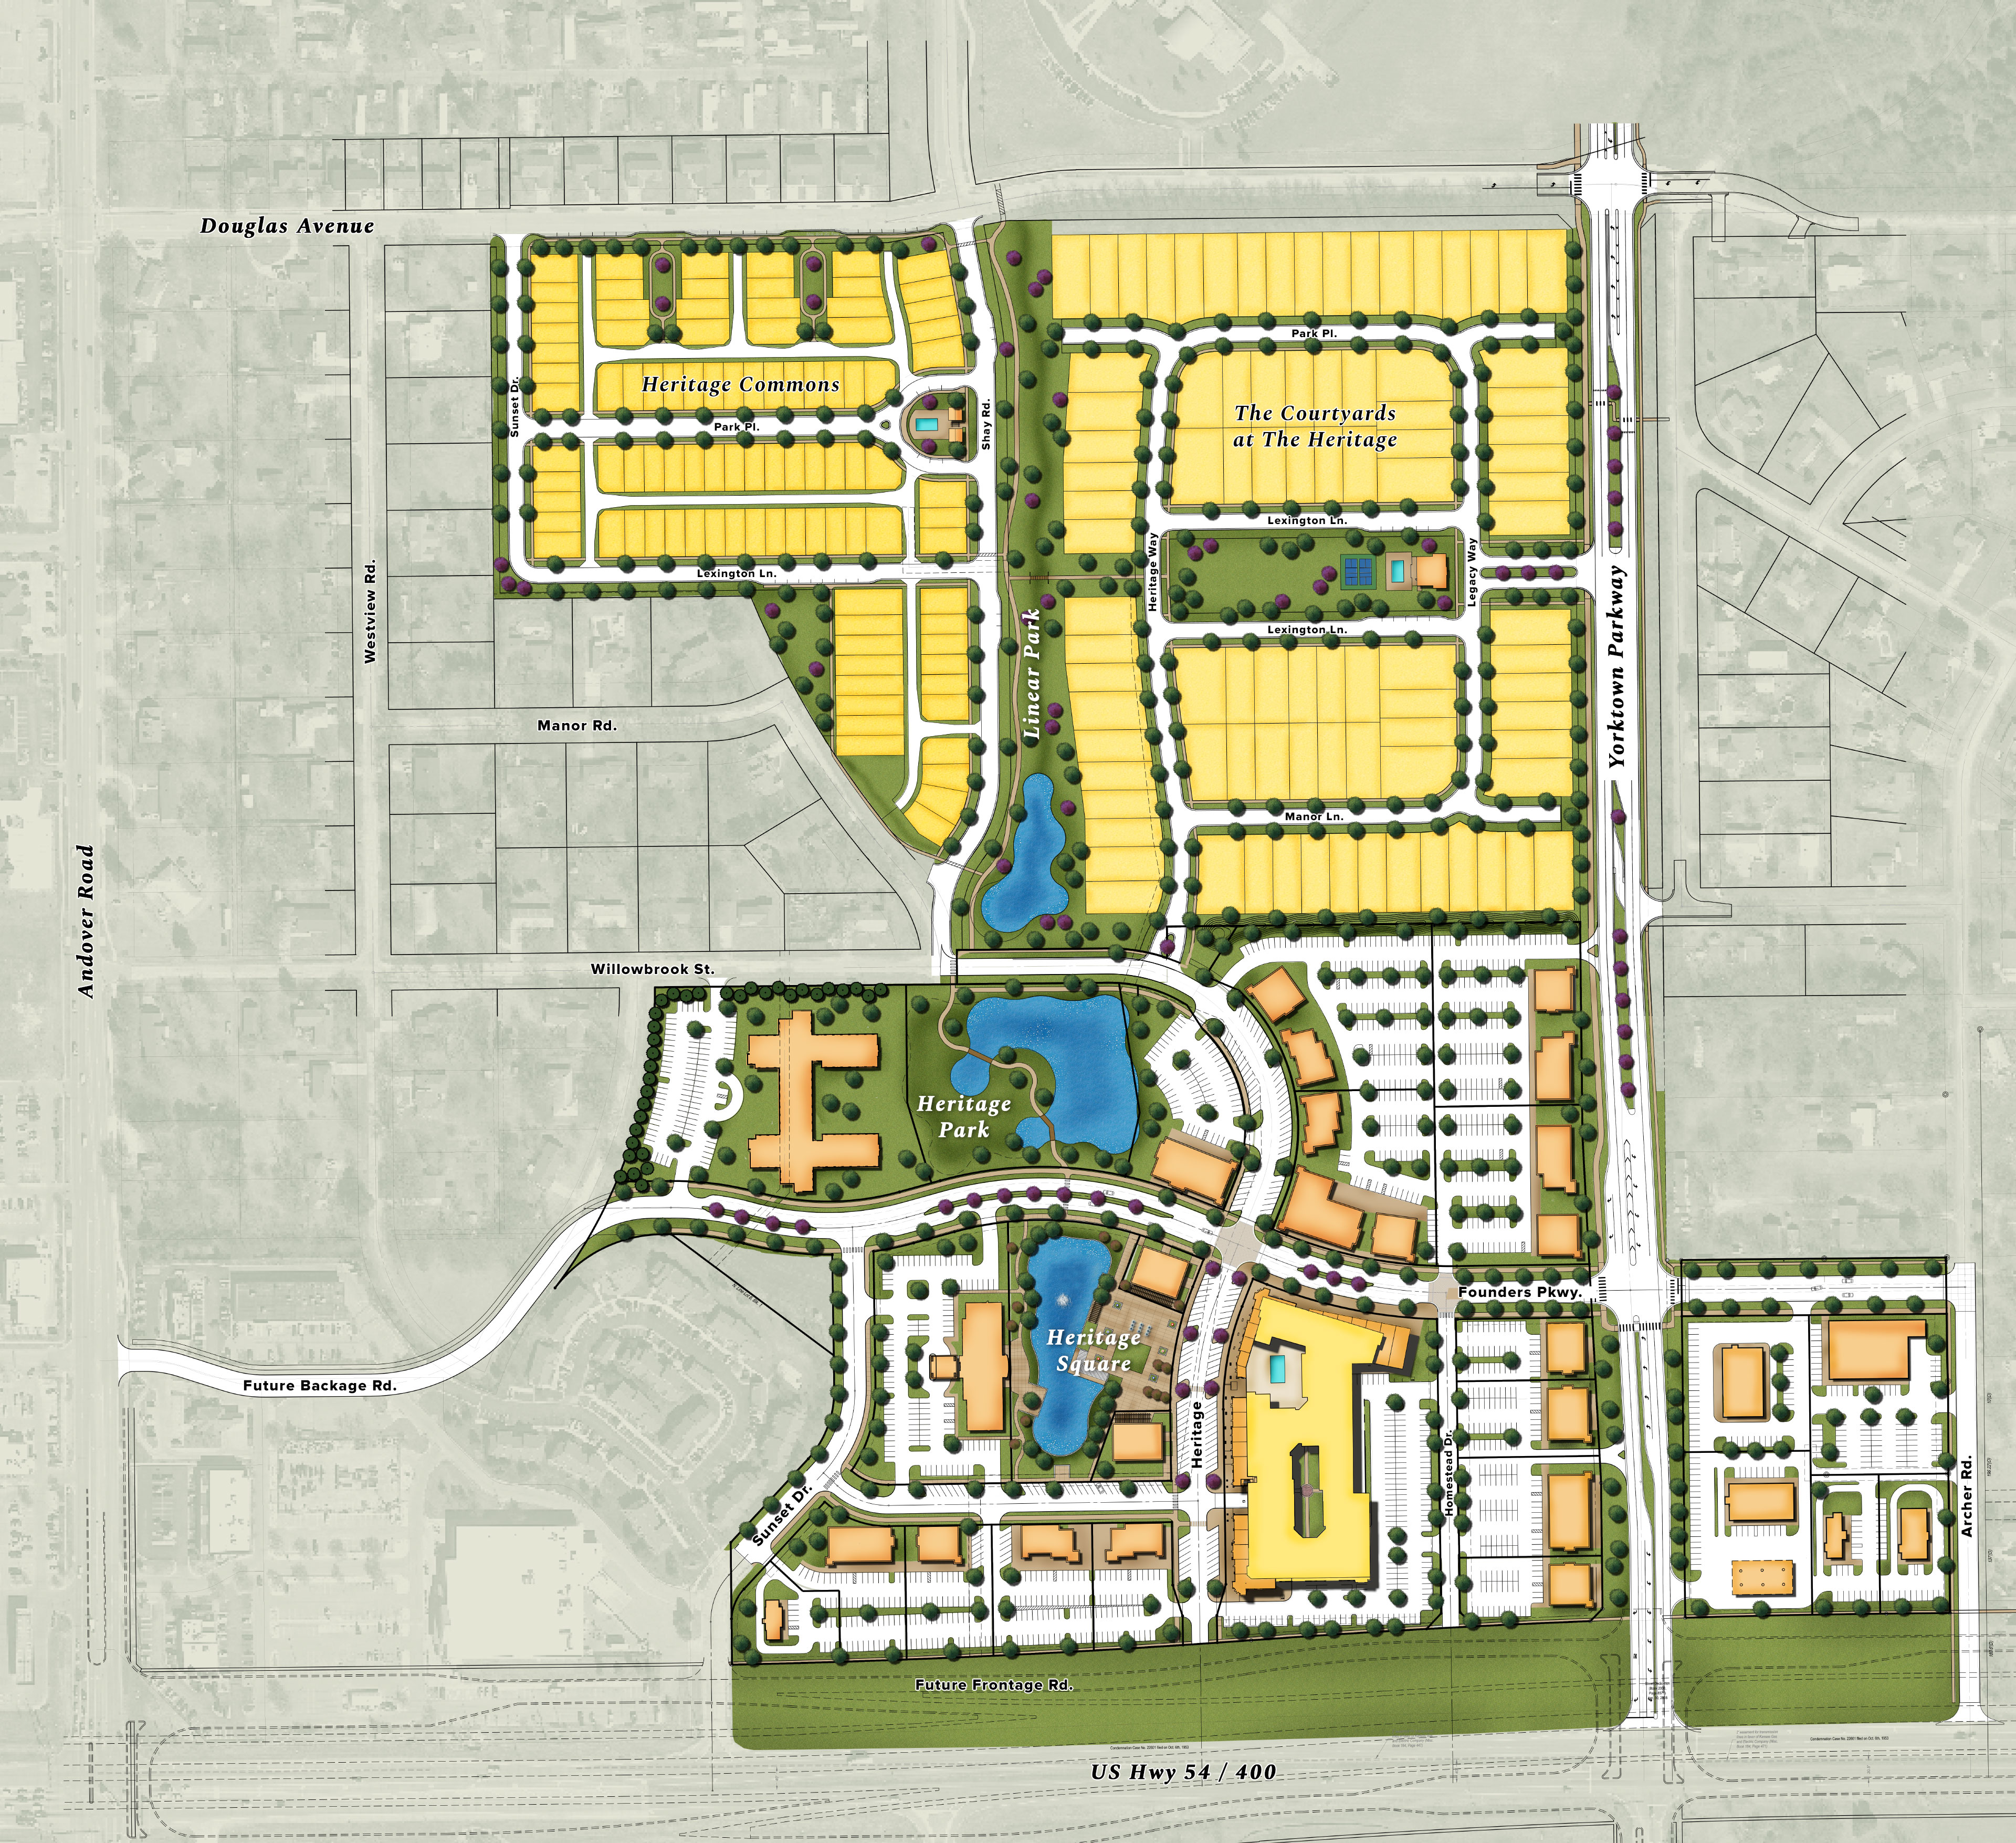 Douglas Avenue
Heritage Commons
Park Pl.
Sunset Dr.
Park Pl.
Shay Rd.
The Courtyards
at The Heritage
Lexington Ln.
Lexington Ln.
Heritage Way
Legacy Way
Westview Rd.
Lexington Ln.
Linear Park
Yorktown Parkway
Manor Rd.
Manor Ln.
Andover Road
Willowbrook St.
Heritage
Park
Founders Pkwy.
Heritage
Square
Future Backage Rd.
Heritage
Homestead Dr.
Sunset Dr.
Archer Rd.
Future Frontage Rd.
US Hwy 54 / 400